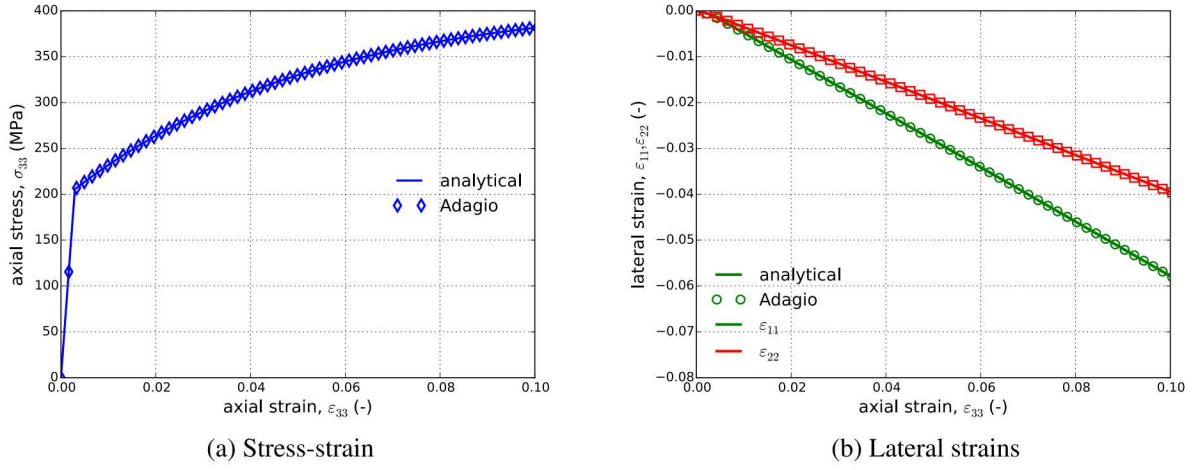 400
350
300
250
200
150
100
50
0
axial stress, σ₃₃ (MPa)
analytical
Adagio
0.00 0.02 0.04 0.06 0.08 0.10
axial strain, ε₃₃ (-)
(a) Stress-strain
0.00
−0.01
−0.02
−0.03
−0.04
−0.05
−0.06
−0.07
−0.08
lateral strain, ε₁₁,ε₂₂ (-)
analytical
Adagio
ε₁₁
ε₂₂
0.00 0.02 0.04 0.06 0.08 0.10
axial strain, ε₃₃ (-)
(b) Lateral strains